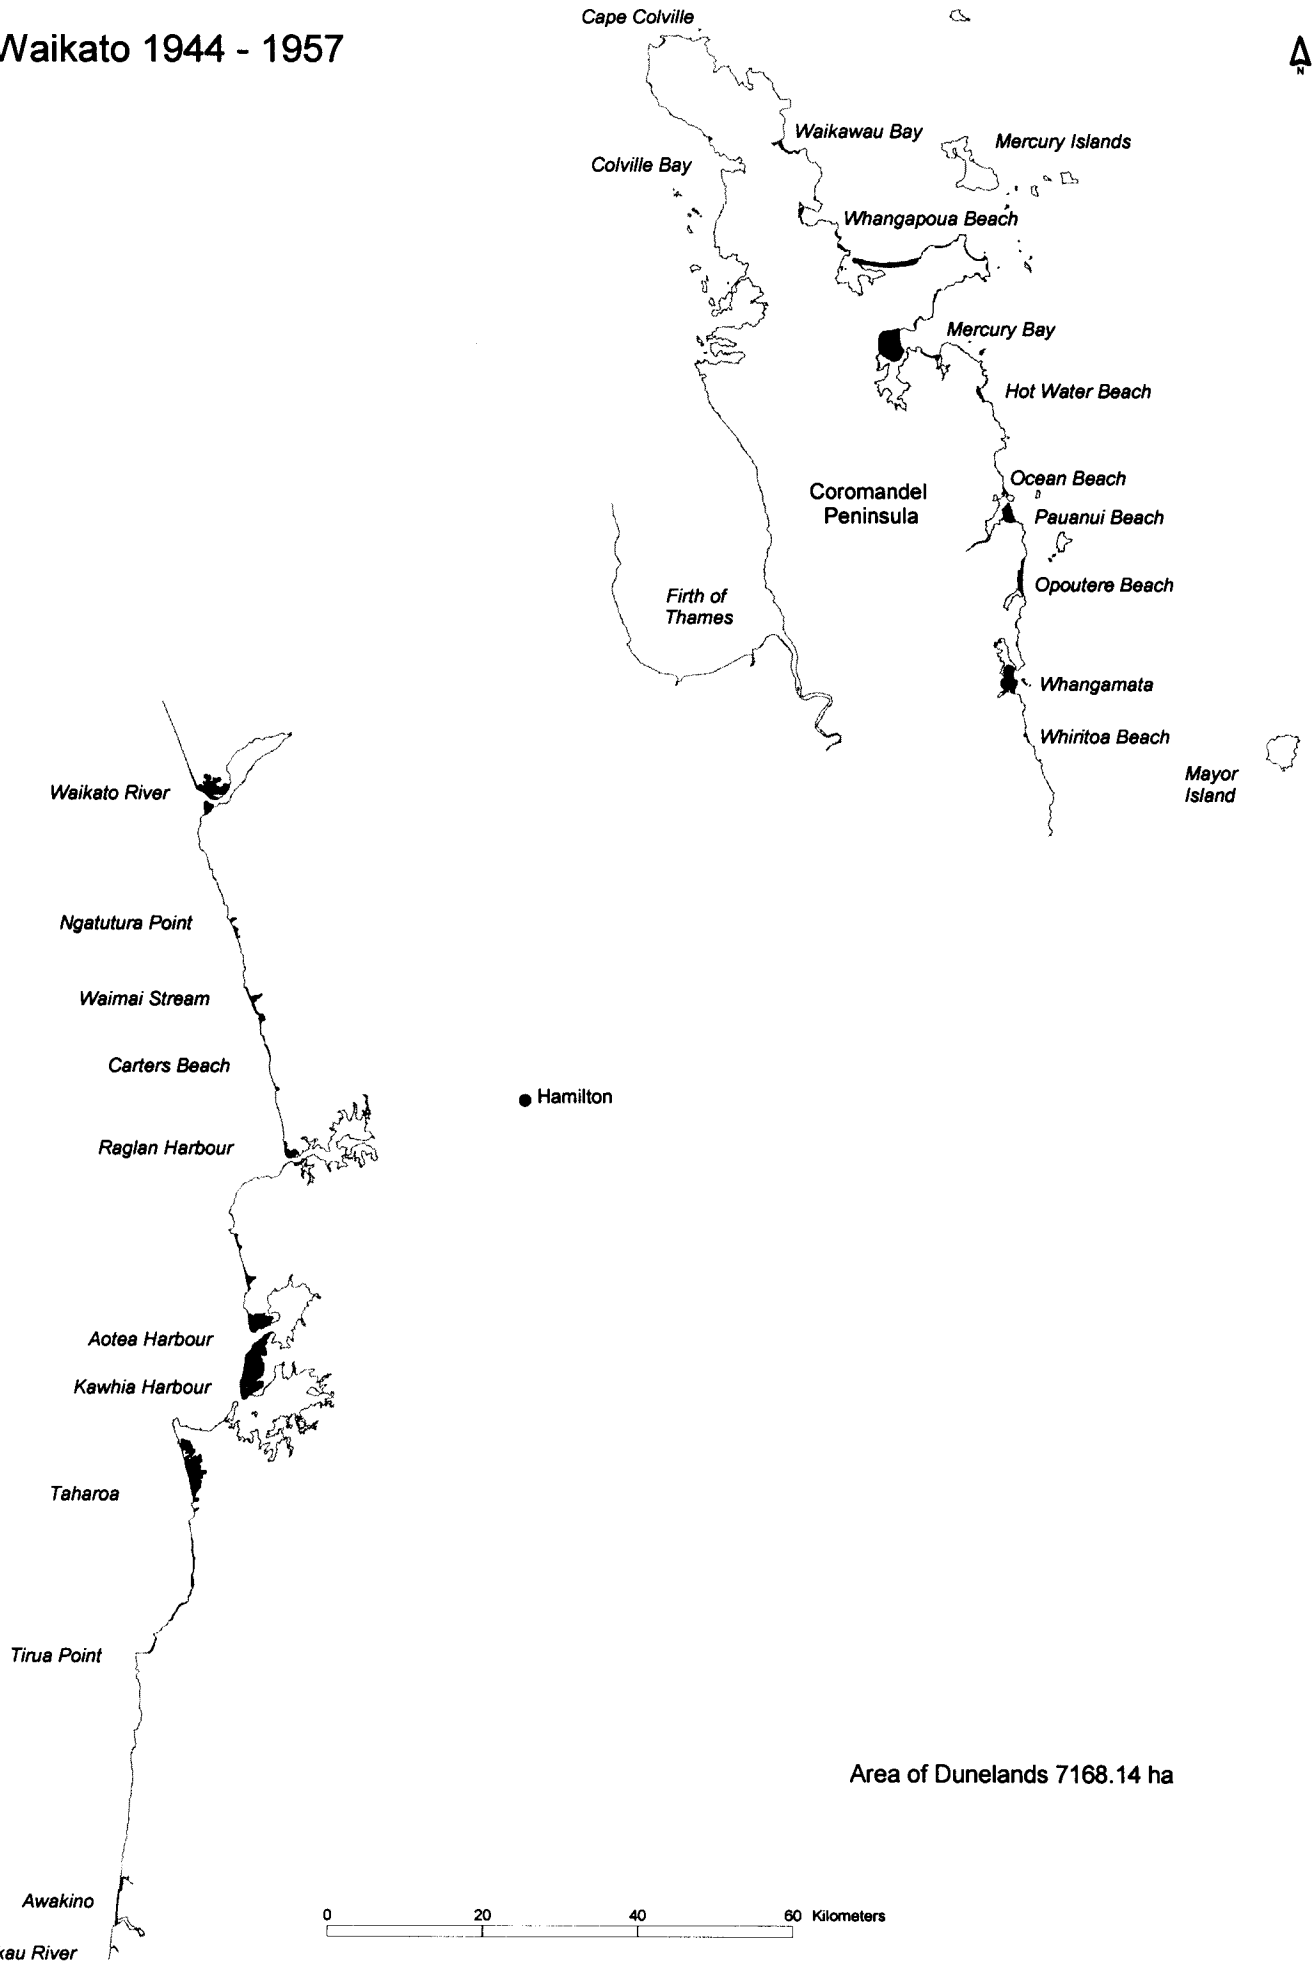 Waikato 1944 - 1957
Cape Colville
N
Waikawau Bay
Mercury Islands
Colville Bay
Whangapoua Beach
Mercury Bay
Hot Water Beach
Ocean Beach
Coromandel
Peninsula
Pauanui Beach
Opoutere Beach
Firth of
Thames
Whangamata
Whiritoa Beach
Mayor
Island
Waikato River
Ngatutura Point
Waimai Stream
Carters Beach
Hamilton
Raglan Harbour
Aotea Harbour
Kawhia Harbour
Taharoa
Tirua Point
Area of Dunelands 7168.14 ha
Awakino
0 20 40 60 Kilometers
kau River